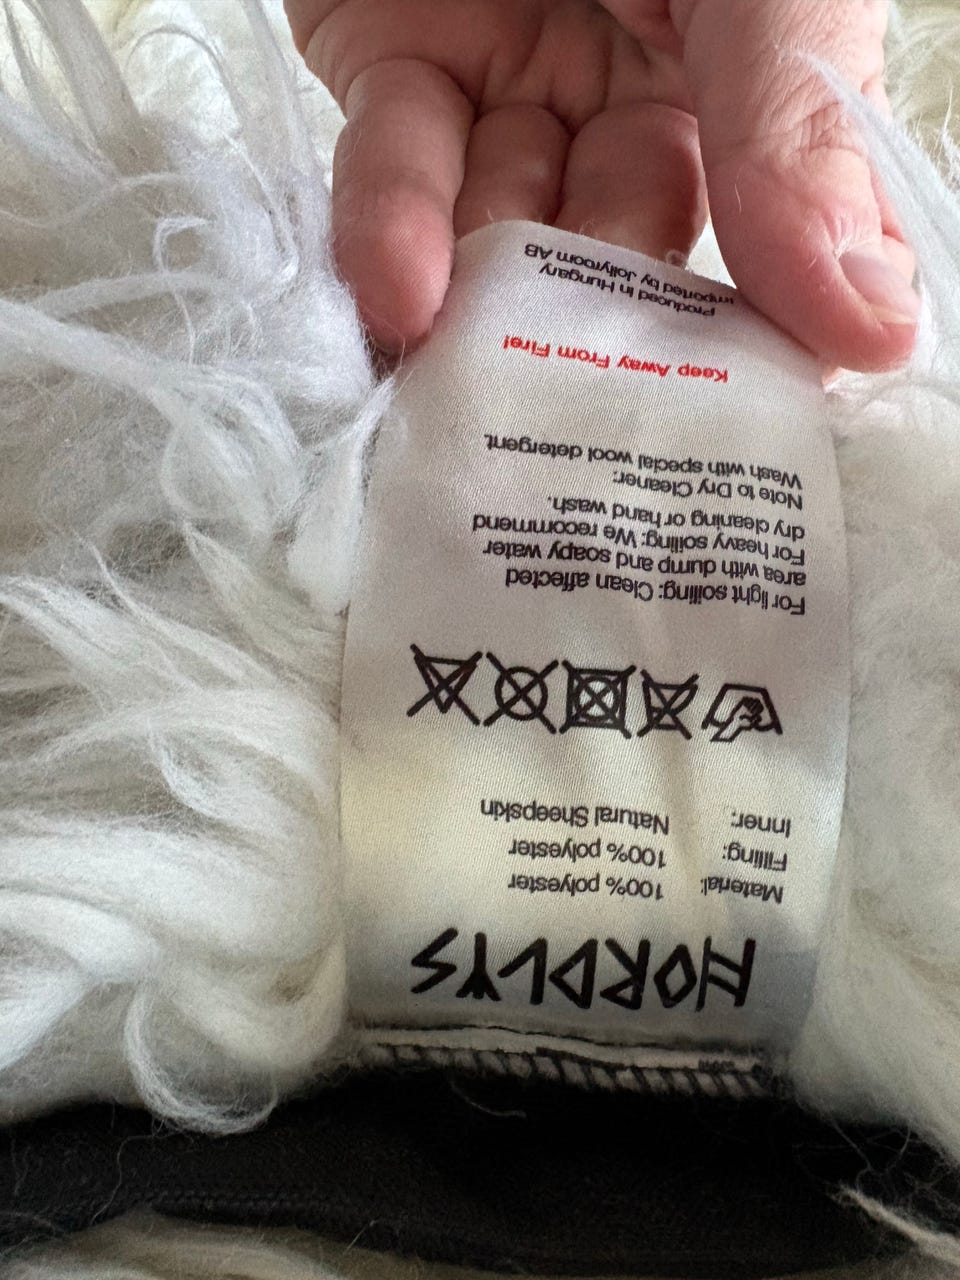 NORDLYS
Material: 100% polyester
Filling: 100% polyester
Inner: Natural Sheepskin
For light soiling: Clean affected
area with dump and soapy water
For heavy soiling: We recommend
dry cleaning or hand wash.
Note to Dry Cleaner:
Wash with special wool detergent.
Keep Away From Fire!
Produced in Hungary
Imported by Jollyroom AB